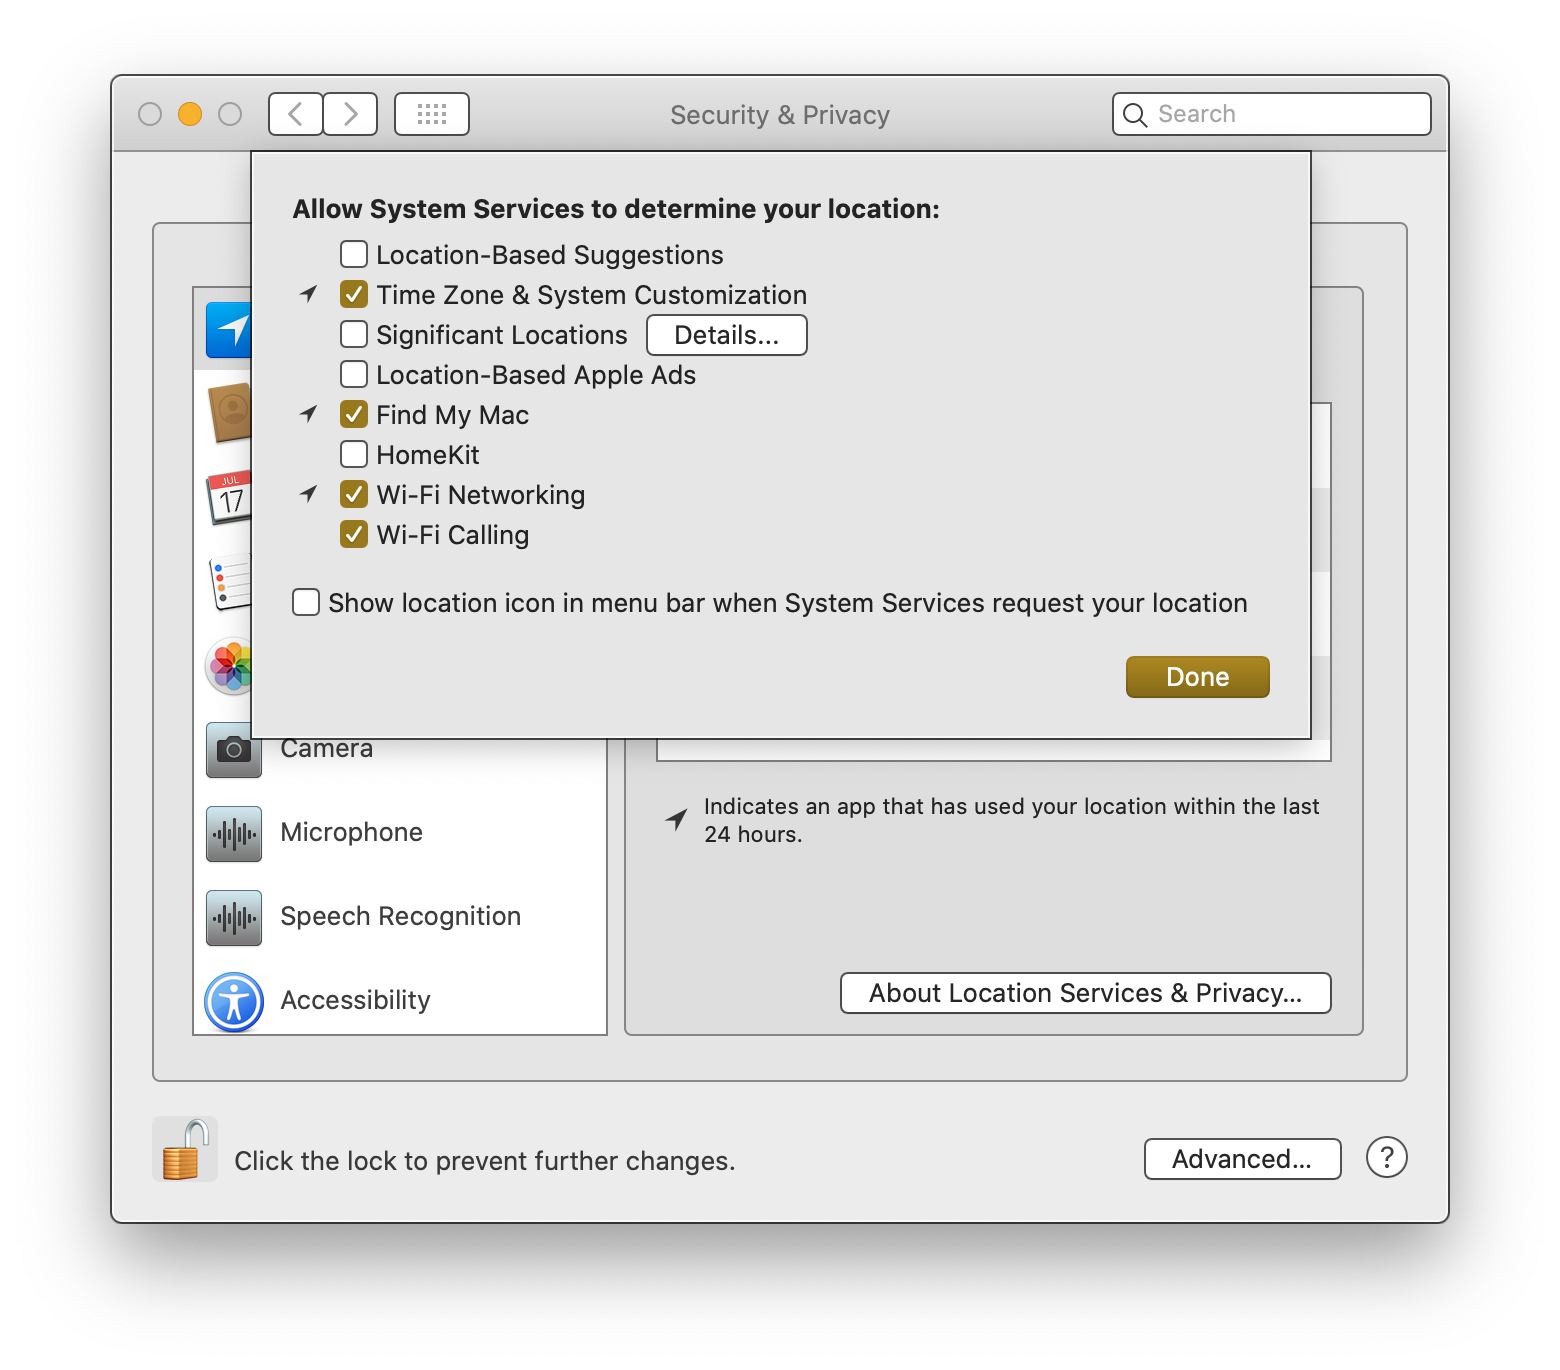 Security & Privacy
Search
Allow System Services to determine your location:
Location-Based Suggestions
Time Zone & System Customization
Significant Locations Details...
Location-Based Apple Ads
Find My Mac
HomeKit
Wi-Fi Networking
Wi-Fi Calling
Show location icon in menu bar when System Services request your location
Done
JUL
17
Camera
Microphone
Speech Recognition
Accessibility
Indicates an app that has used your location within the last
24 hours.
About Location Services & Privacy...
Click the lock to prevent further changes.
Advanced...
?